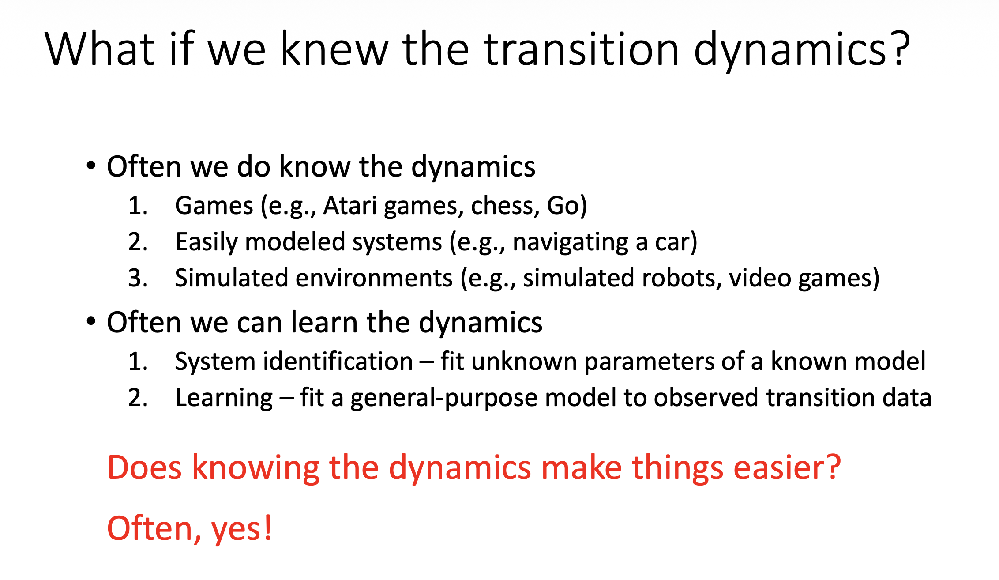 What if we knew the transition dynamics?
• Often we do know the dynamics
1. Games (e.g., Atari games, chess, Go)
2. Easily modeled systems (e.g., navigating a car)
3. Simulated environments (e.g., simulated robots, video games)
• Often we can learn the dynamics
1. System identification – fit unknown parameters of a known model
2. Learning – fit a general-purpose model to observed transition data
Does knowing the dynamics make things easier?
Often, yes!